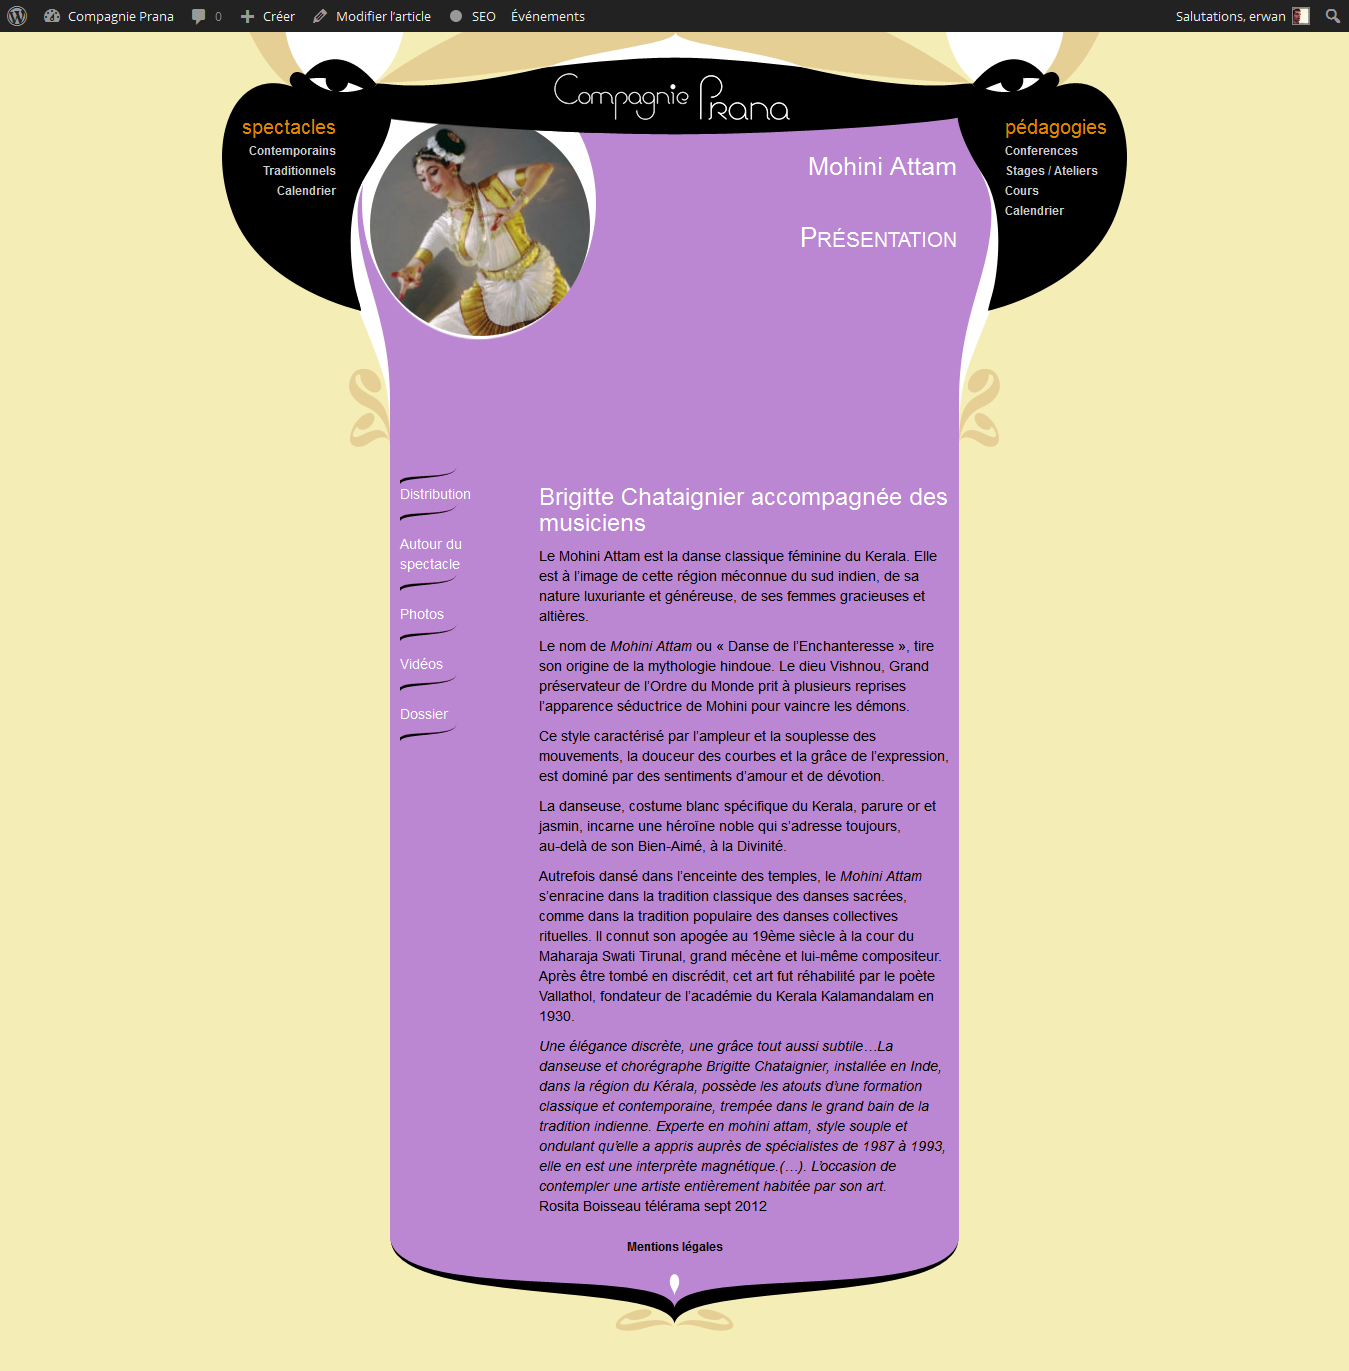 Compagnie Prana 0 Créer Modifier l’article SEO Événements Salutations, erwan
Compagnie Prana
spectacles
Contemporains
Traditionnels
Calendrier
pédagogies
Conferences
Stages / Ateliers
Cours
Calendrier
Mohini Attam
PRÉSENTATION
Distribution
Autour du
spectacle
Photos
Vidéos
Dossier
Brigitte Chataignier accompagnée des
musiciens
Le Mohini Attam est la danse classique féminine du Kerala. Elle
est à l’image de cette région méconnue du sud indien, de sa
nature luxuriante et généreuse, de ses femmes gracieuses et
altières.
Le nom de Mohini Attam ou « Danse de l’Enchanteresse », tire
son origine de la mythologie hindoue. Le dieu Vishnou, Grand
préservateur de l’Ordre du Monde prit à plusieurs reprises
l’apparence séductrice de Mohini pour vaincre les démons.
Ce style caractérisé par l’ampleur et la souplesse des
mouvements, la douceur des courbes et la grâce de l’expression,
est dominé par des sentiments d’amour et de dévotion.
La danseuse, costume blanc spécifique du Kerala, parure or et
jasmin, incarne une héroïne noble qui s’adresse toujours,
au-delà de son Bien-Aimé, à la Divinité.
Autrefois dansé dans l’enceinte des temples, le Mohini Attam
s’enracine dans la tradition classique des danses sacrées,
comme dans la tradition populaire des danses collectives
rituelles. Il connut son apogée au 19ème siècle à la cour du
Maharaja Swati Tirunal, grand mécène et lui-même compositeur.
Après être tombé en discrédit, cet art fut réhabilité par le poète
Vallathol, fondateur de l’académie du Kerala Kalamandalam en
1930.
Une élégance discrète, une grâce tout aussi subtile…La
danseuse et chorégraphe Brigitte Chataignier, installée en Inde,
dans la région du Kérala, possède les atouts d’une formation
classique et contemporaine, trempée dans le grand bain de la
tradition indienne. Experte en mohini attam, style souple et
ondulant qu’elle a appris auprès de spécialistes de 1987 à 1993,
elle en est une interprète magnétique.(…). L’occasion de
contempler une artiste entièrement habitée par son art.
Rosita Boisseau télérama sept 2012
Mentions légales